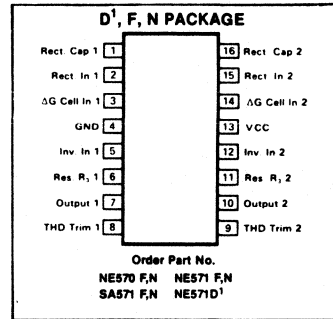 D¹, F, N PACKAGE
Rect. Cap 1 1 16 Rect. Cap 2
Rect. In 1 2 15 Rect. In 2
ΔG Cell In 1 3 14 ΔG Cell In 2
GND 4 13 VCC
Inv. In 1 5 12 Inv. In 2
Res R₃ 1 6 11 Res R₃ 2
Output 1 7 10 Output 2
THD Trim 1 8 9 THD Trim 2
Order Part No.
NE570 F,N NE571 F,N
SA571 F,N NE571D¹